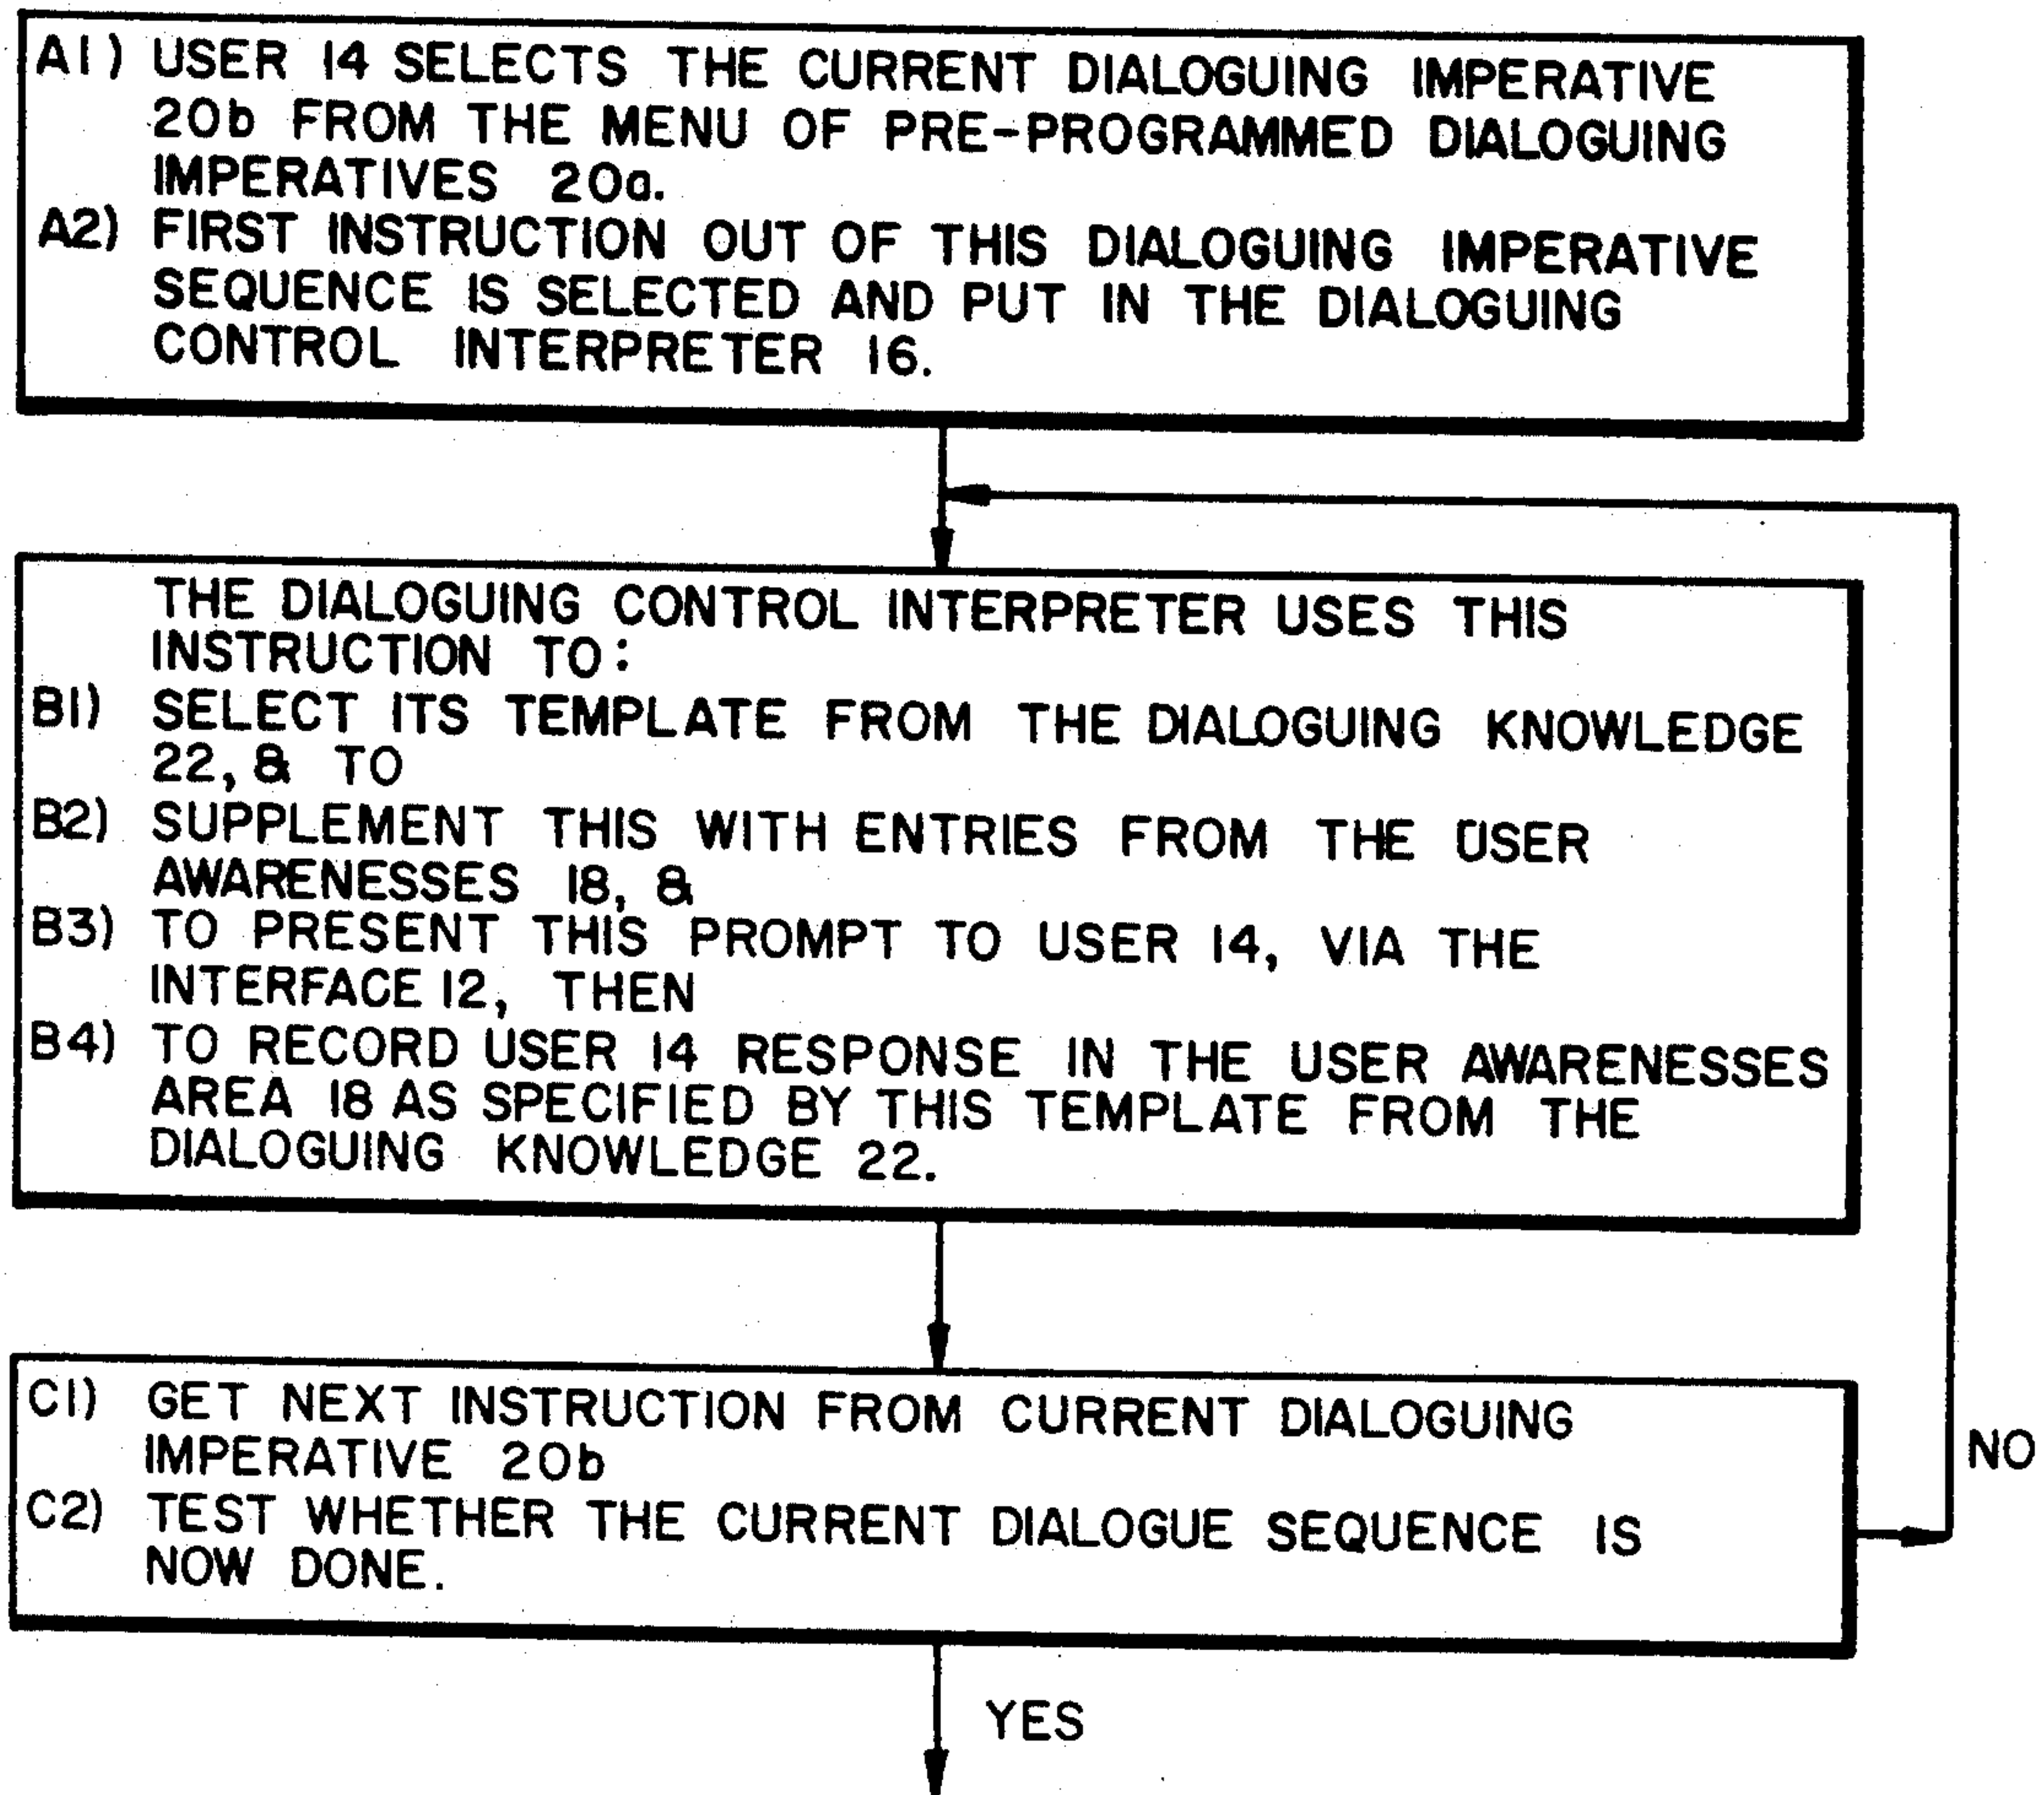 A1) USER 14 SELECTS THE CURRENT DIALOGUING IMPERATIVE
20b FROM THE MENU OF PRE-PROGRAMMED DIALOGUING
IMPERATIVES 20a.
A2) FIRST INSTRUCTION OUT OF THIS DIALOGUING IMPERATIVE
SEQUENCE IS SELECTED AND PUT IN THE DIALOGUING
CONTROL INTERPRETER 16.
THE DIALOGUING CONTROL INTERPRETER USES THIS
INSTRUCTION TO:
B1) SELECT ITS TEMPLATE FROM THE DIALOGUING KNOWLEDGE
22, & TO
B2) SUPPLEMENT THIS WITH ENTRIES FROM THE USER
AWARENESSES 18, &
B3) TO PRESENT THIS PROMPT TO USER 14, VIA THE
INTERFACE 12, THEN
B4) TO RECORD USER 14 RESPONSE IN THE USER AWARENESSES
AREA 18 AS SPECIFIED BY THIS TEMPLATE FROM THE
DIALOGUING KNOWLEDGE 22.
C1) GET NEXT INSTRUCTION FROM CURRENT DIALOGUING
IMPERATIVE 20b
C2) TEST WHETHER THE CURRENT DIALOGUE SEQUENCE IS
NOW DONE.
NO
YES